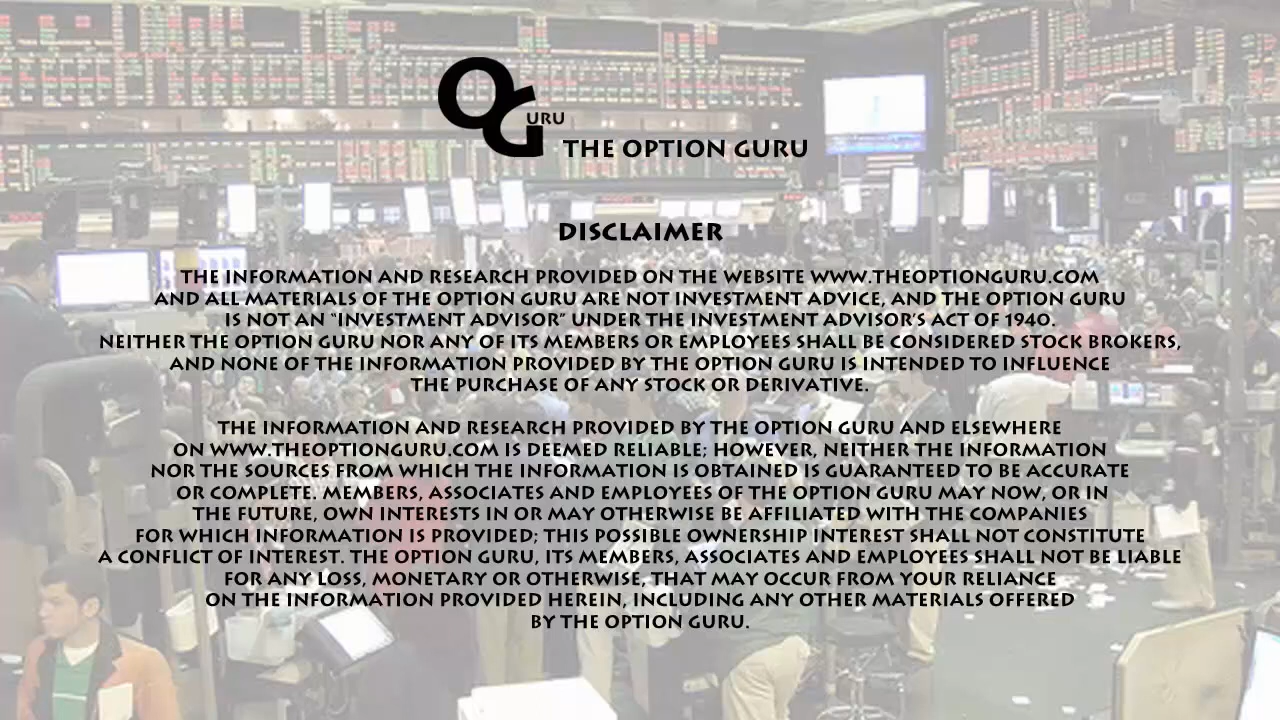 OG URU
THE OPTION GURU
DISCLAIMER
THE INFORMATION AND RESEARCH PROVIDED ON THE WEBSITE WWW.THEOPTIONGURU.COM
AND ALL MATERIALS OF THE OPTION GURU ARE NOT INVESTMENT ADVICE, AND THE OPTION GURU
IS NOT AN “INVESTMENT ADVISOR” UNDER THE INVESTMENT ADVISOR’S ACT OF 1940.
NEITHER THE OPTION GURU NOR ANY OF ITS MEMBERS OR EMPLOYEES SHALL BE CONSIDERED STOCK BROKERS,
AND NONE OF THE INFORMATION PROVIDED BY THE OPTION GURU IS INTENDED TO INFLUENCE
THE PURCHASE OF ANY STOCK OR DERIVATIVE.
THE INFORMATION AND RESEARCH PROVIDED BY THE OPTION GURU AND ELSEWHERE
ON WWW.THEOPTIONGURU.COM IS DEEMED RELIABLE; HOWEVER, NEITHER THE INFORMATION
NOR THE SOURCES FROM WHICH THE INFORMATION IS OBTAINED IS GUARANTEED TO BE ACCURATE
OR COMPLETE. MEMBERS, ASSOCIATES AND EMPLOYEES OF THE OPTION GURU MAY NOW, OR IN
THE FUTURE, OWN INTERESTS IN OR MAY OTHERWISE BE AFFILIATED WITH THE COMPANIES
FOR WHICH INFORMATION IS PROVIDED; THIS POSSIBLE OWNERSHIP INTEREST SHALL NOT CONSTITUTE
A CONFLICT OF INTEREST. THE OPTION GURU, ITS MEMBERS, ASSOCIATES AND EMPLOYEES SHALL NOT BE LIABLE
FOR ANY LOSS, MONETARY OR OTHERWISE, THAT MAY OCCUR FROM YOUR RELIANCE
ON THE INFORMATION PROVIDED HEREIN, INCLUDING ANY OTHER MATERIALS OFFERED
BY THE OPTION GURU.